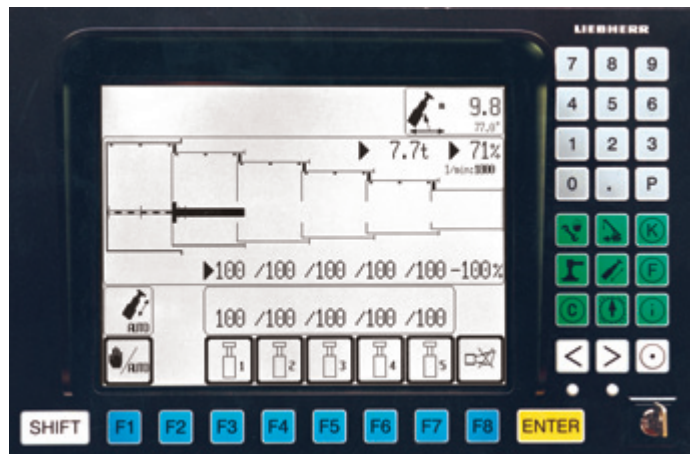 LIEBHERR
9.8
77.0°
7.7t 71%
1/min:1000
100 /100 /100 /100 /100 -100%
100 /100 /100 /100 /100
AUTO
/AUTO
1 2 3 4 5
7 8 9
4 5 6
1 2 3
0 . P
K
F
C i
< >
SHIFT F1 F2 F3 F4 F5 F6 F7 F8 ENTER